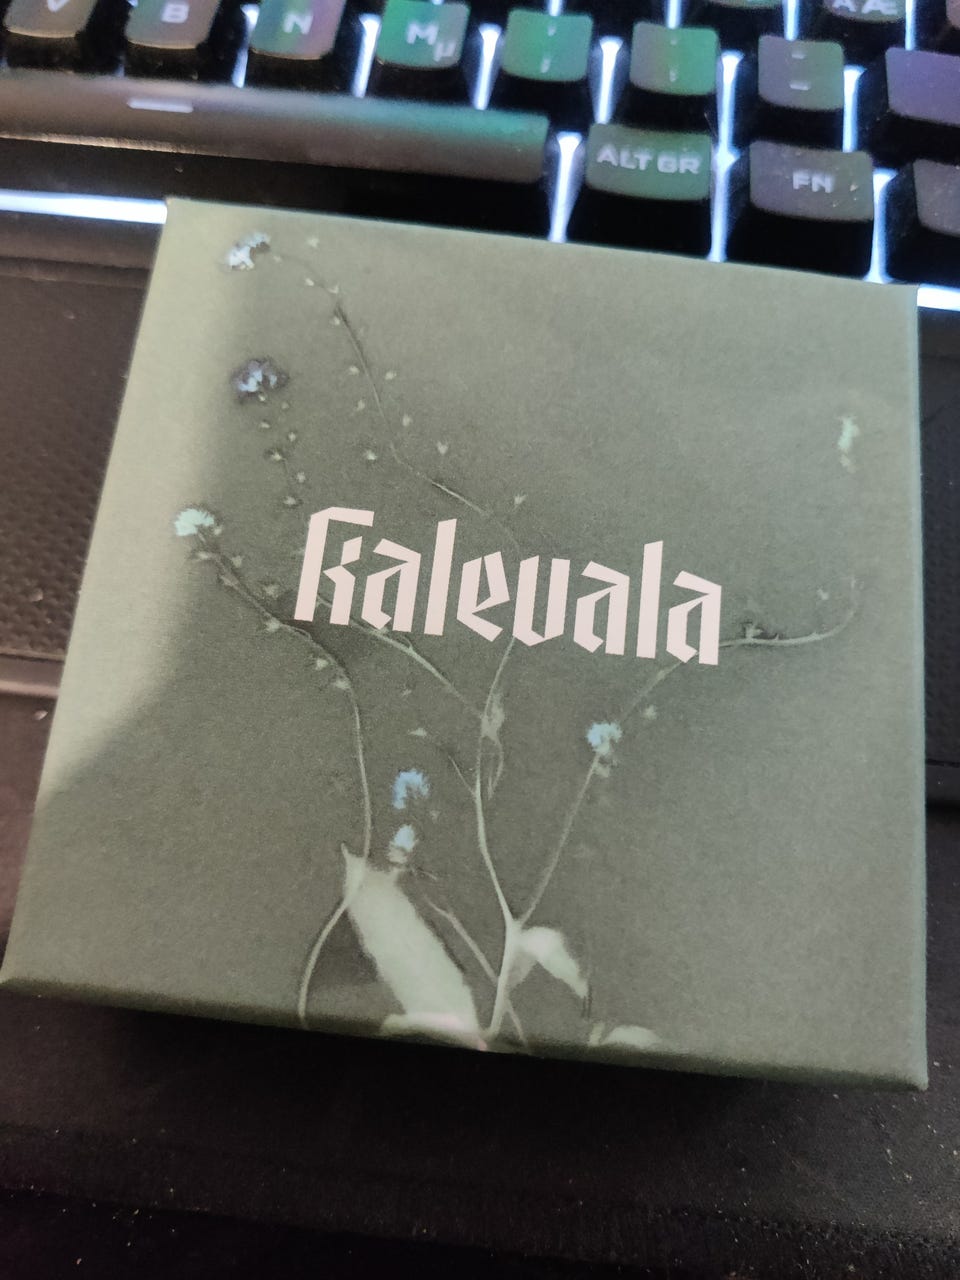 V B N M µ ; , : . _ -
Ä Æ
ALT GR FN
Kalevala